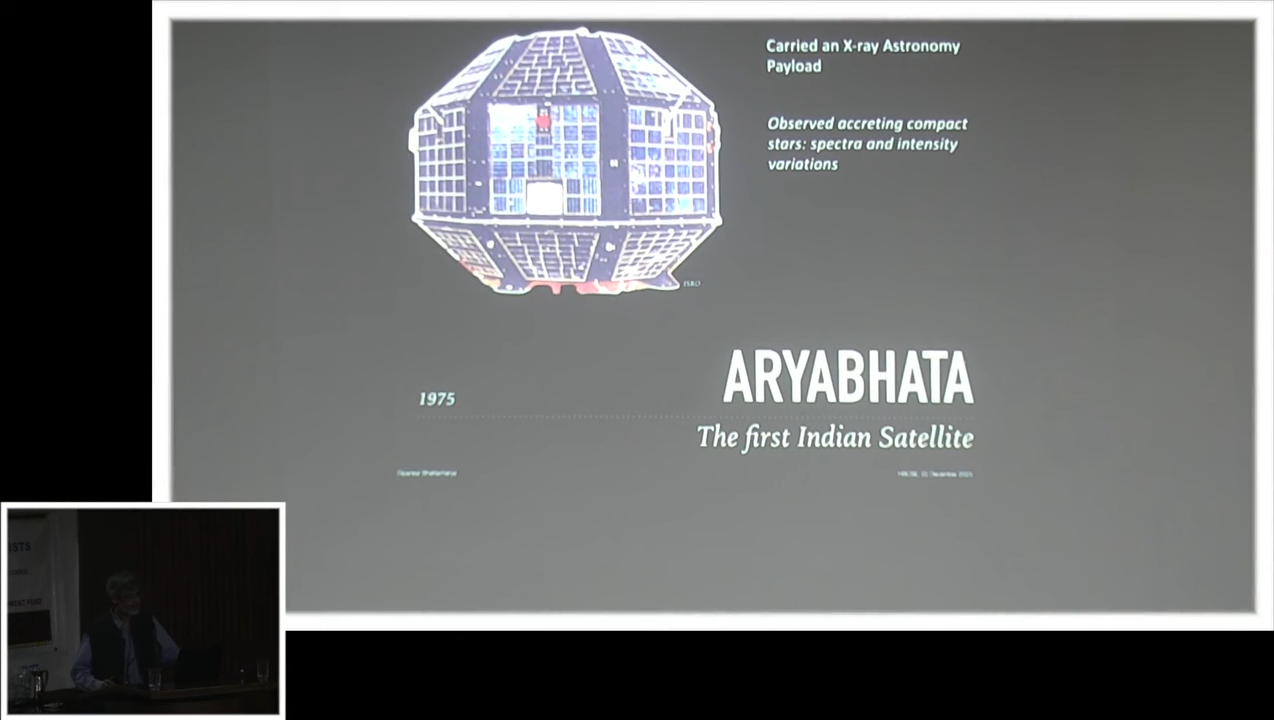 Carried an X-ray Astronomy
Payload
Observed accreting compact
stars: spectra and intensity
variations
ISRO
ARYABHATA
1975
The first Indian Satellite